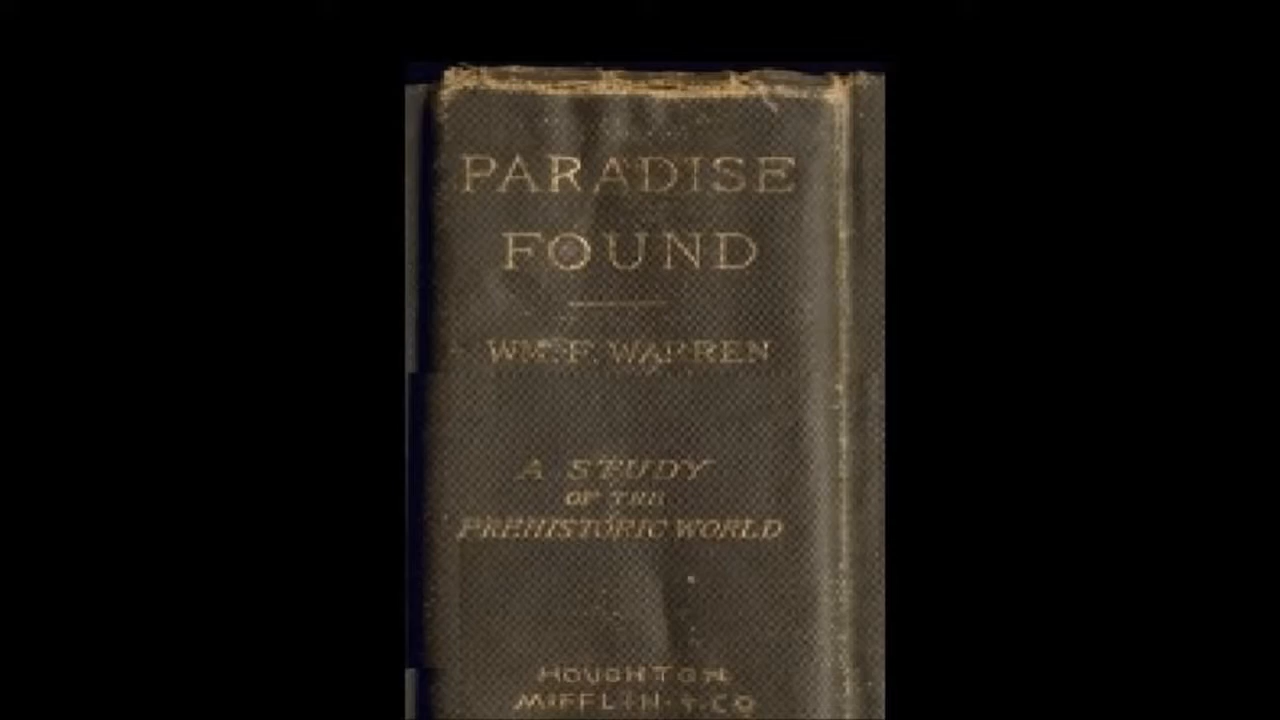 PARADISE
FOUND
WM. F. WARREN
A STUDY
OF THE
PREHISTORIC WORLD
HOUGHTON
MIFFLIN & CO